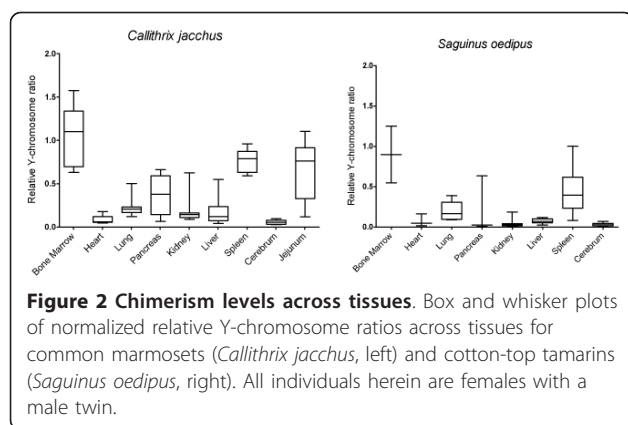 Callithrix jacchus
Relative Y-chromosome ratio
2.0
1.5
1.0
0.5
0.0
Bone Marrow
Heart
Lung
Pancreas
Kidney
Liver
Spleen
Cerebrum
Jejunum
Saguinus oedipus
Relative Y-chromosome ratio
2.0
1.5
1.0
0.5
0.0
Bone Marrow
Heart
Lung
Pancreas
Kidney
Liver
Spleen
Cerebrum
Figure 2 Chimerism levels across tissues. Box and whisker plots
of normalized relative Y-chromosome ratios across tissues for
common marmosets (Callithrix jacchus, left) and cotton-top tamarins
(Saguinus oedipus, right). All individuals herein are females with a
male twin.